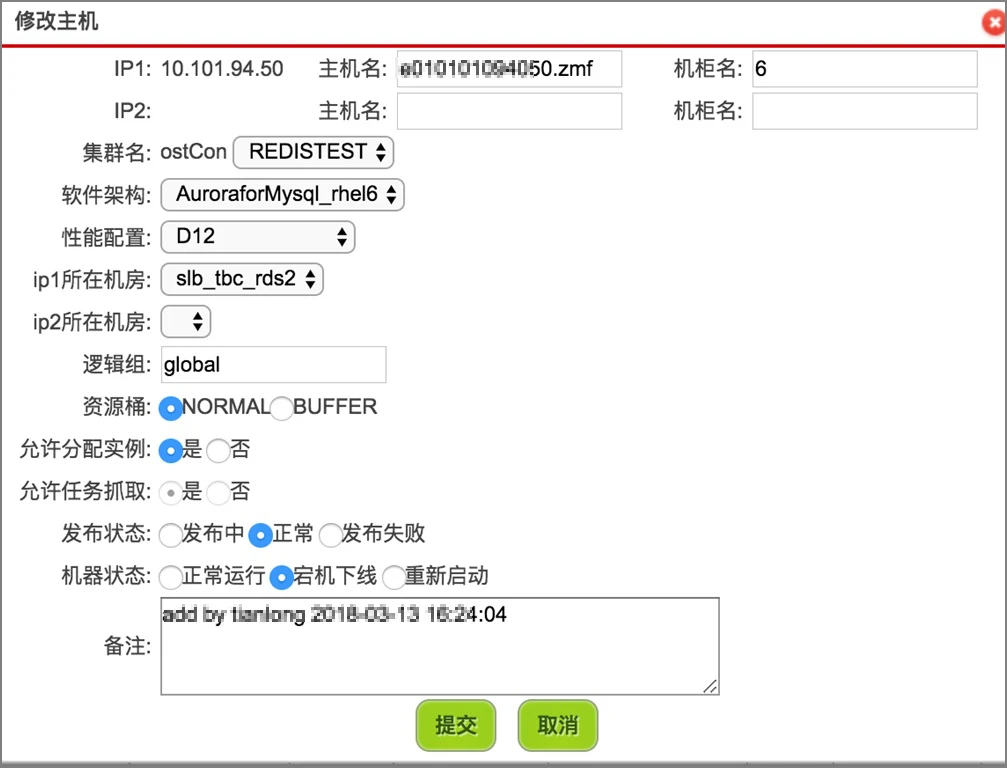 修改主机
IP1: 10.101.94.50 主机名: e010101094050.zmf 机柜名: 6
IP2: 主机名: 机柜名:
集群名: ostCon REDISTEST
软件架构: AuroraforMysql_rhel6
性能配置: D12
ip1所在机房: slb_tbc_rds2
ip2所在机房:
逻辑组: global
资源桶: NORMAL BUFFER
允许分配实例: 是 否
允许任务抓取: 是 否
发布状态: 发布中 正常 发布失败
机器状态: 正常运行 宕机下线 重新启动
add by tianlong 2018-03-13 16:24:04
备注:
提交 取消